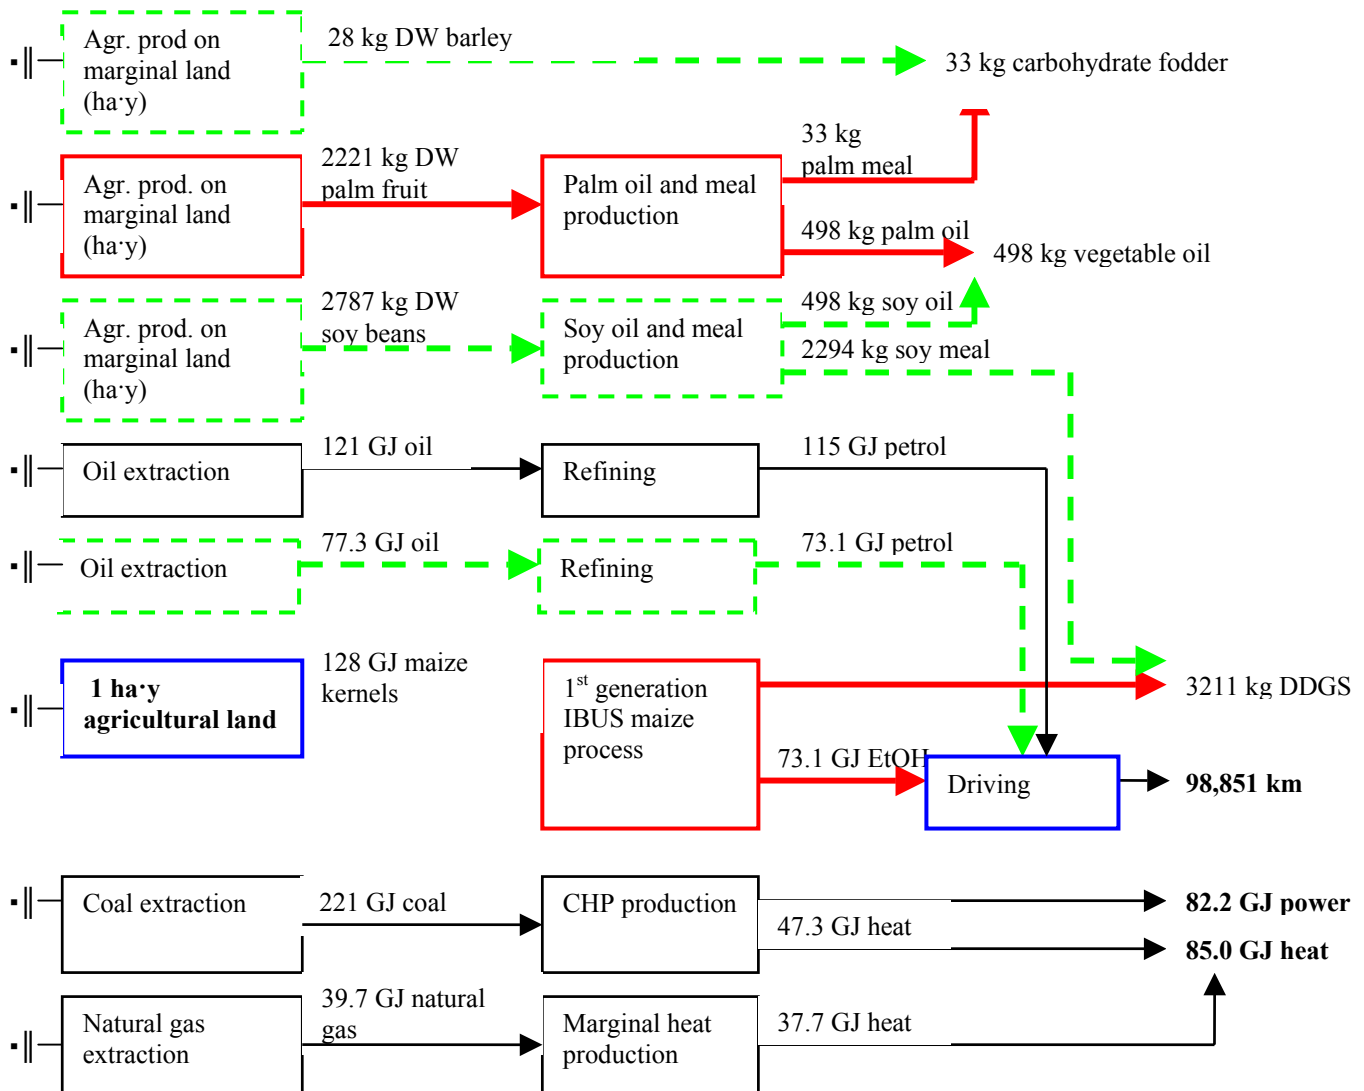 Agr. prod on
marginal land
(ha·y)
28 kg DW barley
33 kg carbohydrate fodder
Agr. prod. on
marginal land
(ha·y)
2221 kg DW
palm fruit
Palm oil and meal
production
33 kg
palm meal
498 kg palm oil
498 kg vegetable oil
Agr. prod. on
marginal land
(ha·y)
2787 kg DW
soy beans
Soy oil and meal
production
498 kg soy oil
2294 kg soy meal
Oil extraction
121 GJ oil
Refining
115 GJ petrol
Oil extraction
77.3 GJ oil
Refining
73.1 GJ petrol
1 ha·y
agricultural land
128 GJ maize
kernels
1st generation
IBUS maize
process
3211 kg DDGS
73.1 GJ EtOH
Driving
98,851 km
Coal extraction
221 GJ coal
CHP production
82.2 GJ power
47.3 GJ heat
85.0 GJ heat
Natural gas
extraction
39.7 GJ natural
gas
Marginal heat
production
37.7 GJ heat